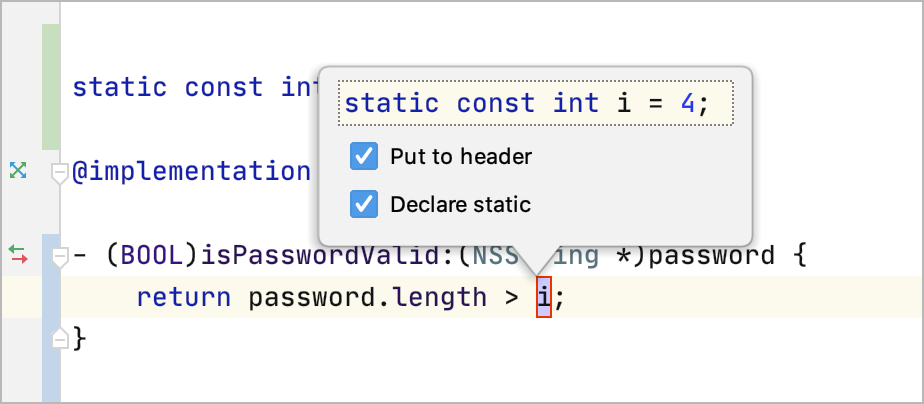 static const int
static const int i = 4;
Put to header
@implementation
Declare static
- (BOOL)isPasswordValid:(NSS ing *)password {
return password.length > i;
}